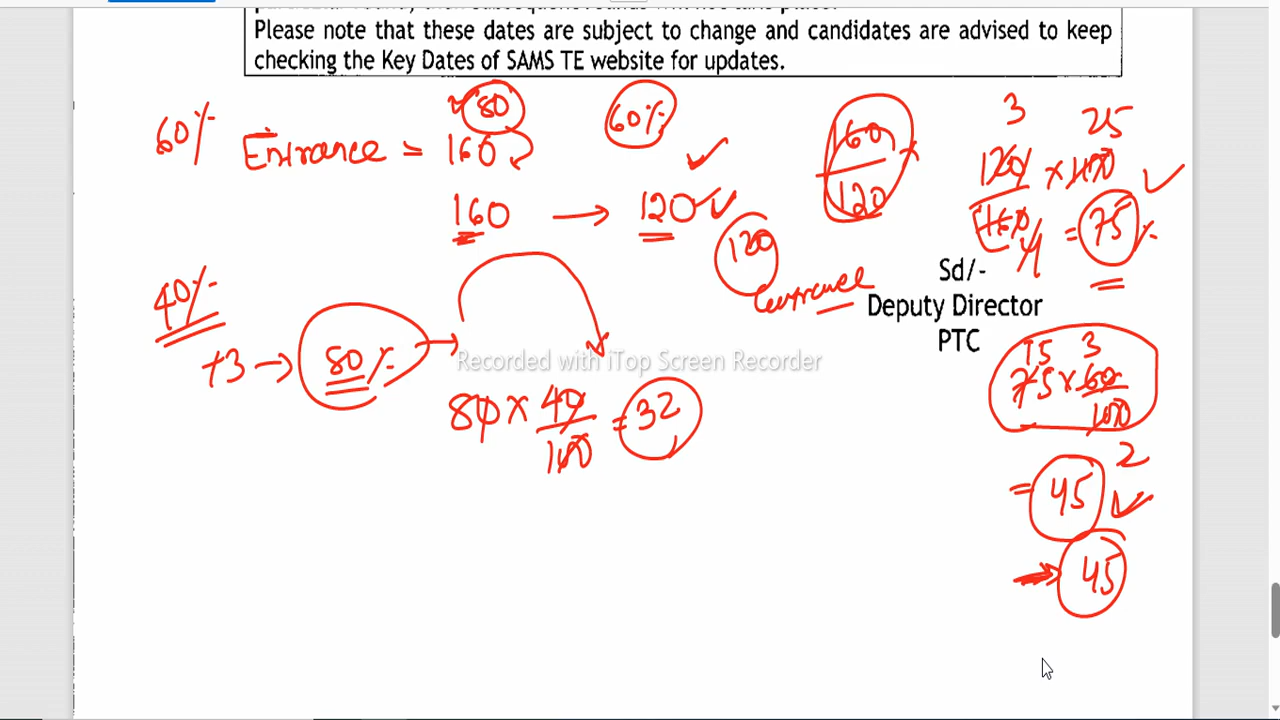 Please note that these dates are subject to change and candidates are advised to keep
checking the Key Dates of SAMS TE website for updates.
60%
Entrance = 160
80
60%
160 → 120
120
Entrance
160
120
3 25
120 × 100
160
4
= 75%
Sd/-
Deputy Director
PTC
40%
+3 → 80%
Recorded with iTop Screen Recorder
80 × 40 = 32
100
15 3
75 × 60
100
2
= 45
→ 45